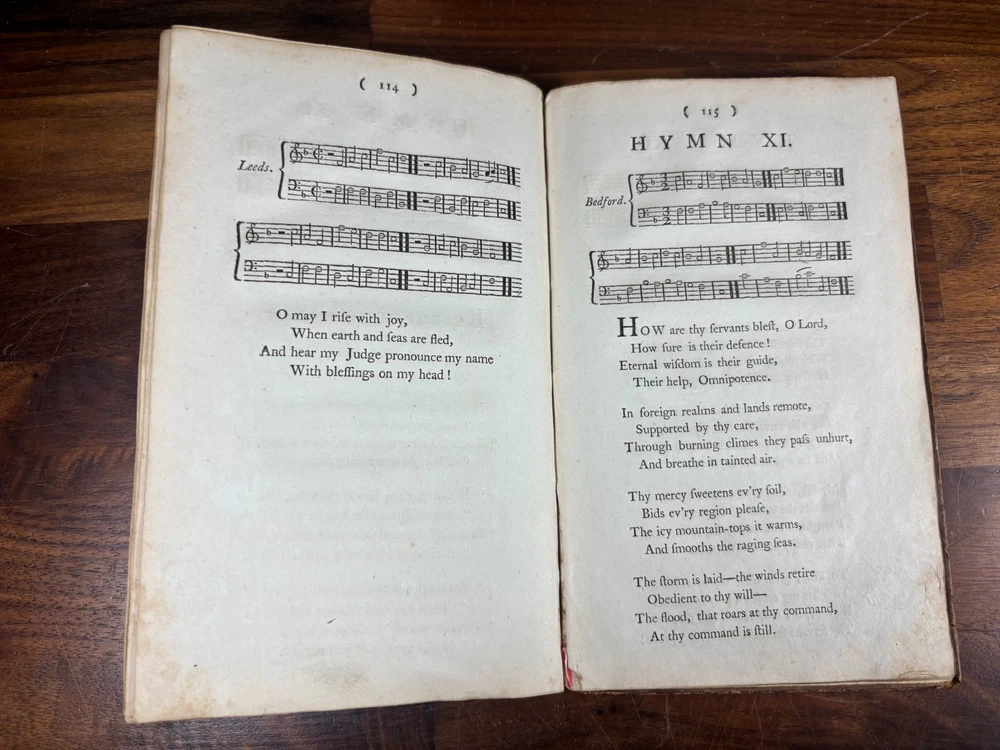 ( 114 )
Leeds.
O may I riſe with joy,
When earth and ſeas are fled,
And hear my Judge pronounce my name
With bleſſings on my head !
( 115 )
HYMN XI.
Bedford.
HOW are thy ſervants bleſt, O Lord,
How ſure is their defence !
Eternal wiſdom is their guide,
Their help, Omnipotence.
In foreign realms and lands remote,
Supported by thy care,
Through burning climes they paſs unhurt,
And breathe in tainted air.
Thy mercy ſweetens ev'ry ſoil,
Bids ev'ry region pleaſe,
The icy mountain-tops it warms,
And ſmooths the raging ſeas.
The ſtorm is laid—the winds retire
Obedient to thy will—
The flood, that roars at thy command,
At thy command is ſtill.